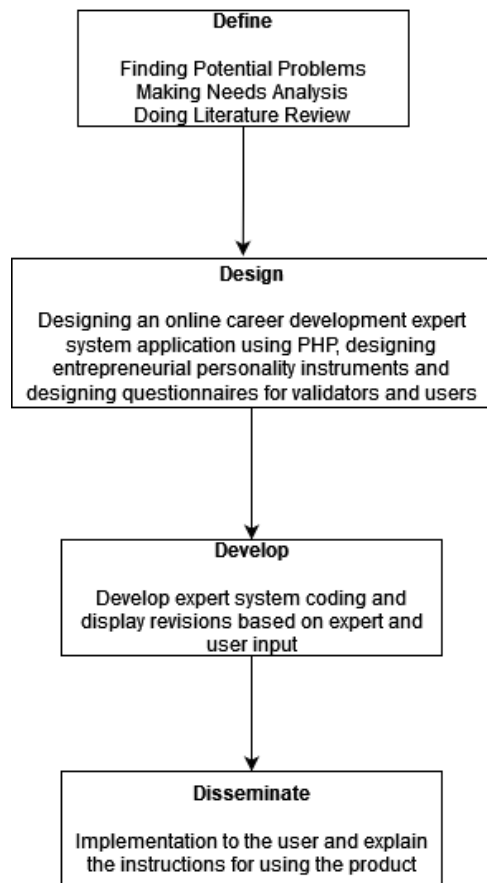 Define
Finding Potential Problems
Making Needs Analysis
Doing Literature Review
Design
Designing an online career development expert
system application using PHP, designing
entrepreneurial personality instruments and
designing questionnaires for validators and users
Develop
Develop expert system coding and
display revisions based on expert and
user input
Disseminate
Implementation to the user and explain
the instructions for using the product